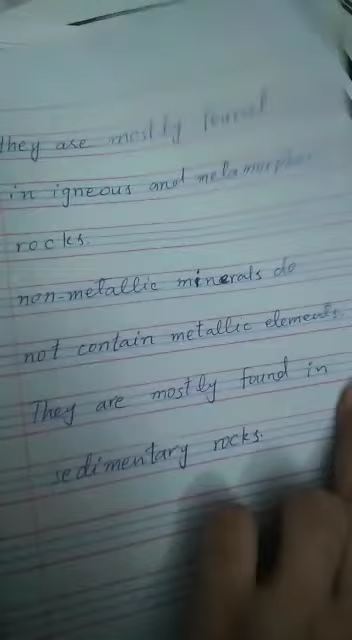 they are mostly found
in igneous and metamorphic
rocks.
non-metallic minerals do
not contain metallic elements.
They are mostly found in
sedimentary rocks.